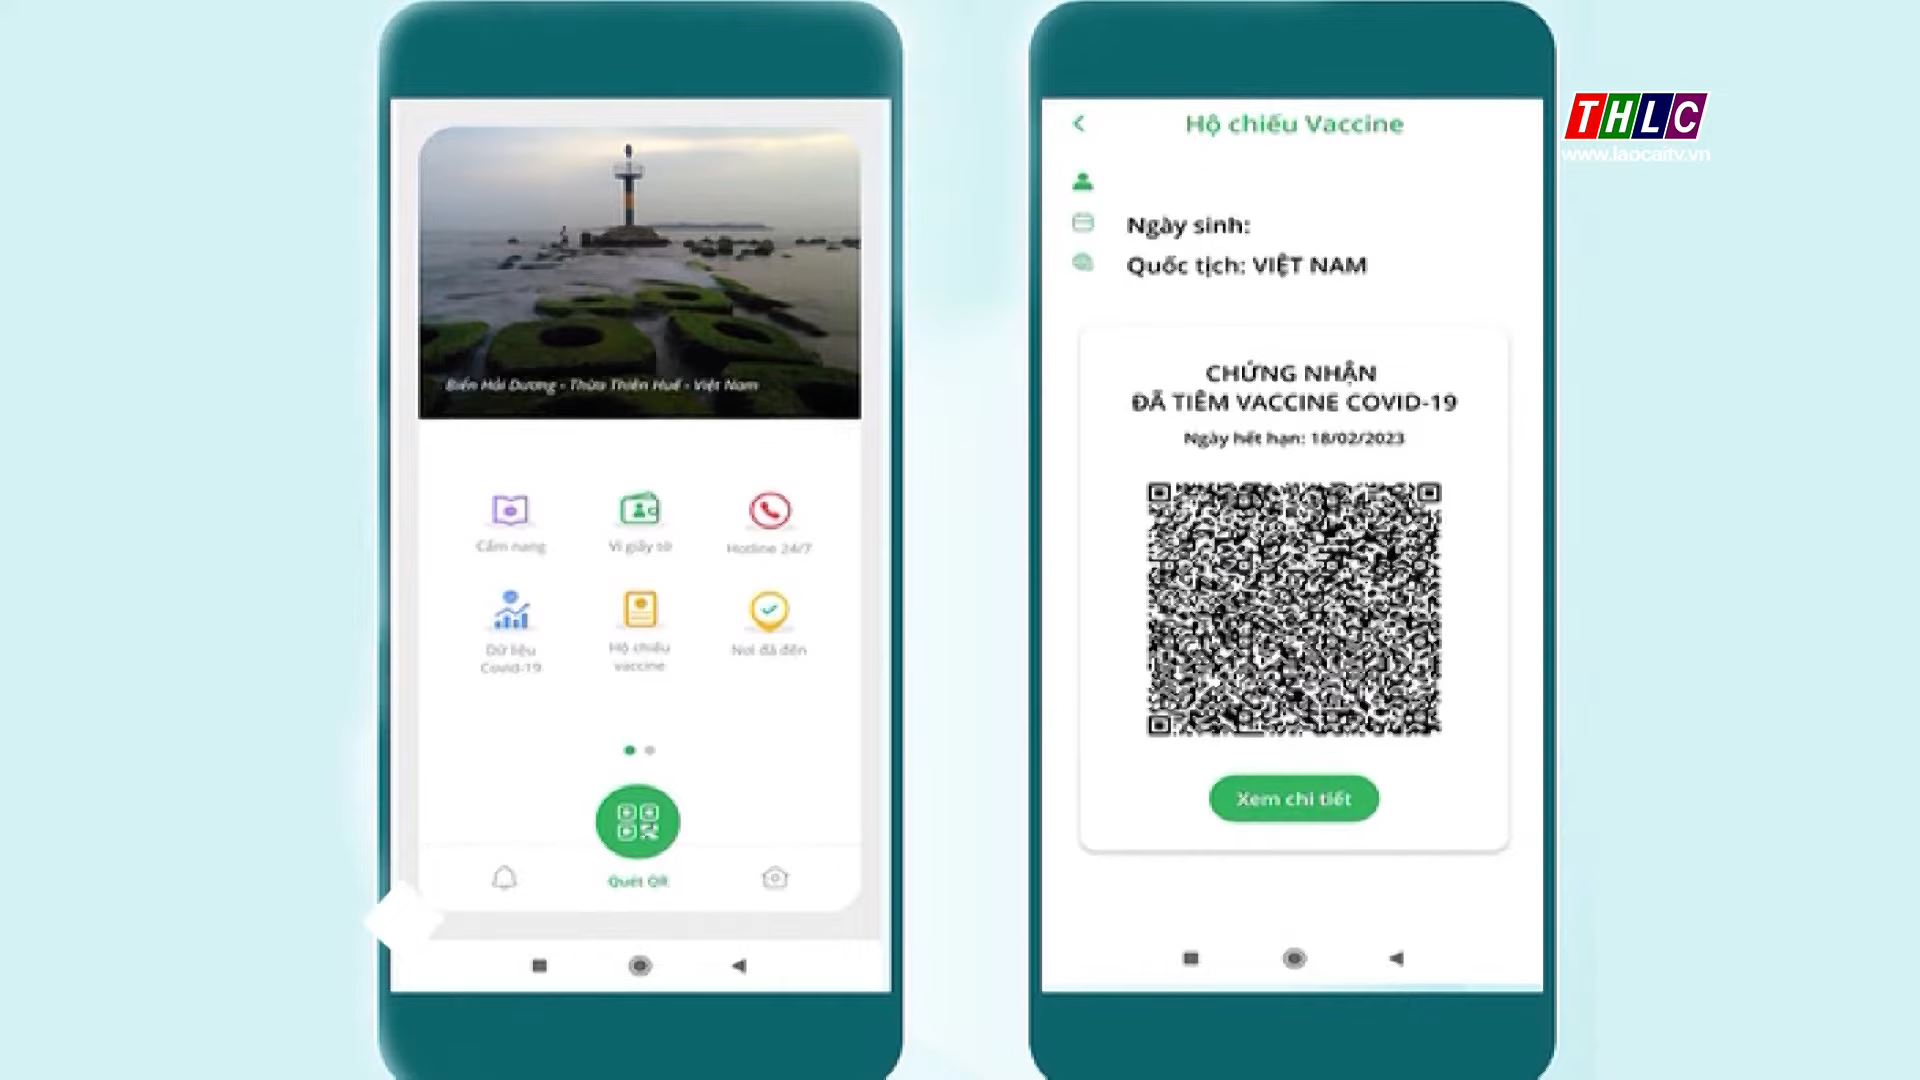 Biển Hải Dương - Thừa Thiên Huế - Việt Nam
Cẩm nang
Ví giấy tờ
Hotline 24/7
Dữ liệu
Covid-19
Hộ chiếu
vaccine
Nơi đã đến
Quét QR
Hộ chiếu Vaccine
Ngày sinh:
Quốc tịch: VIỆT NAM
CHỨNG NHẬN
ĐÃ TIÊM VACCINE COVID-19
Ngày hết hạn: 18/02/2023
Xem chi tiết
THLC
www.laocaitv.vn